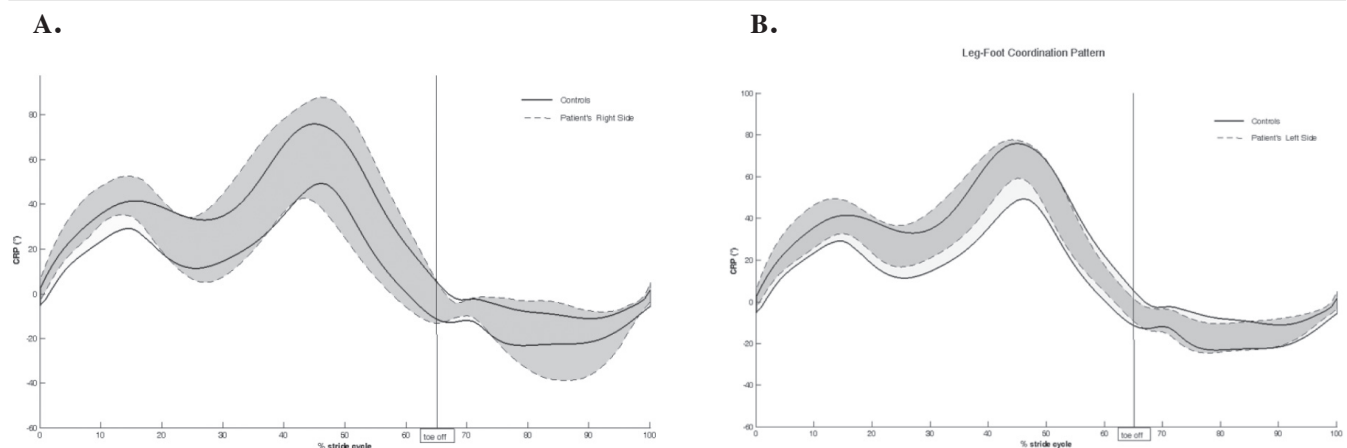 A.
CRP (°)
80
60
40
20
0
-20
-40
-60
0 10 20 30 40 50 60 70 80 90 100
toe off
% stride cycle
Controls
Patient's Right Side
B.
Leg-Foot Coordination Pattern
CRP (°)
100
80
60
40
20
0
-20
-40
-60
0 10 20 30 40 50 60 70 80 90 100
toe off
% stride cycle
Controls
Patient's Left Side